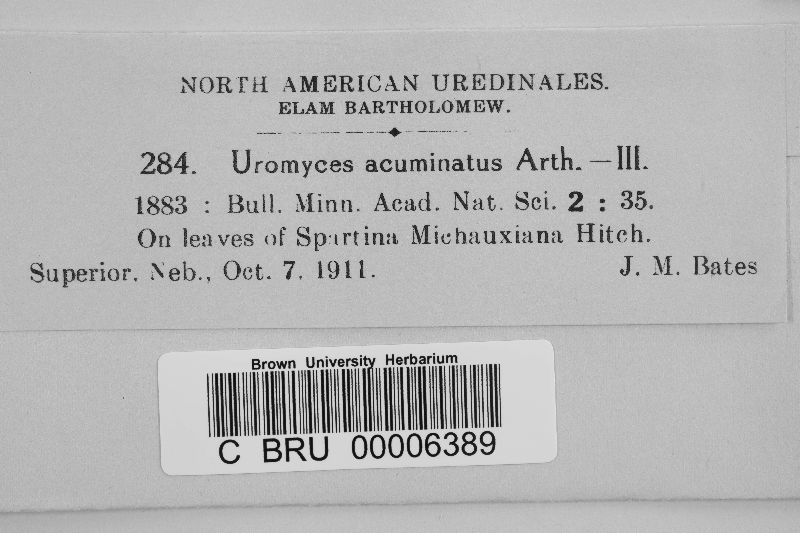 NORTH AMERICAN UREDINALES.
ELAM BARTHOLOMEW.
284. Uromyces acuminatus Arth.—III.
1883 : Bull. Minn. Acad. Nat. Sci. 2 : 35.
On leaves of Spartina Michauxiana Hitch.
Superior, Neb., Oct. 7, 1911. J. M. Bates
Brown University Herbarium
C BRU 00006389